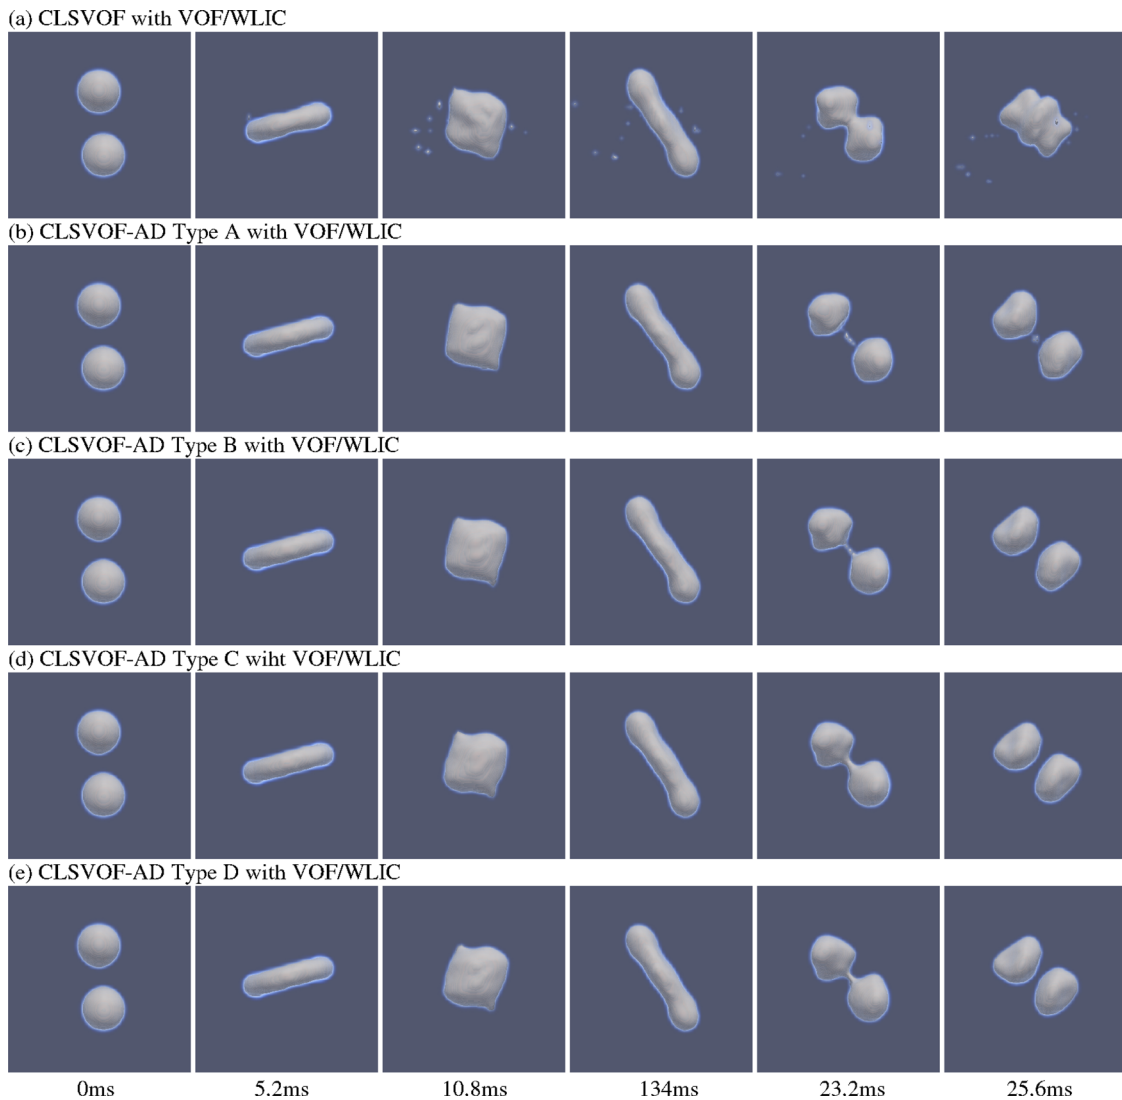 (a) CLSVOF with VOF/WLIC
(b) CLSVOF-AD Type A with VOF/WLIC
(c) CLSVOF-AD Type B with VOF/WLIC
(d) CLSVOF-AD Type C wiht VOF/WLIC
(e) CLSVOF-AD Type D with VOF/WLIC
0ms 5.2ms 10.8ms 134ms 23.2ms 25.6ms